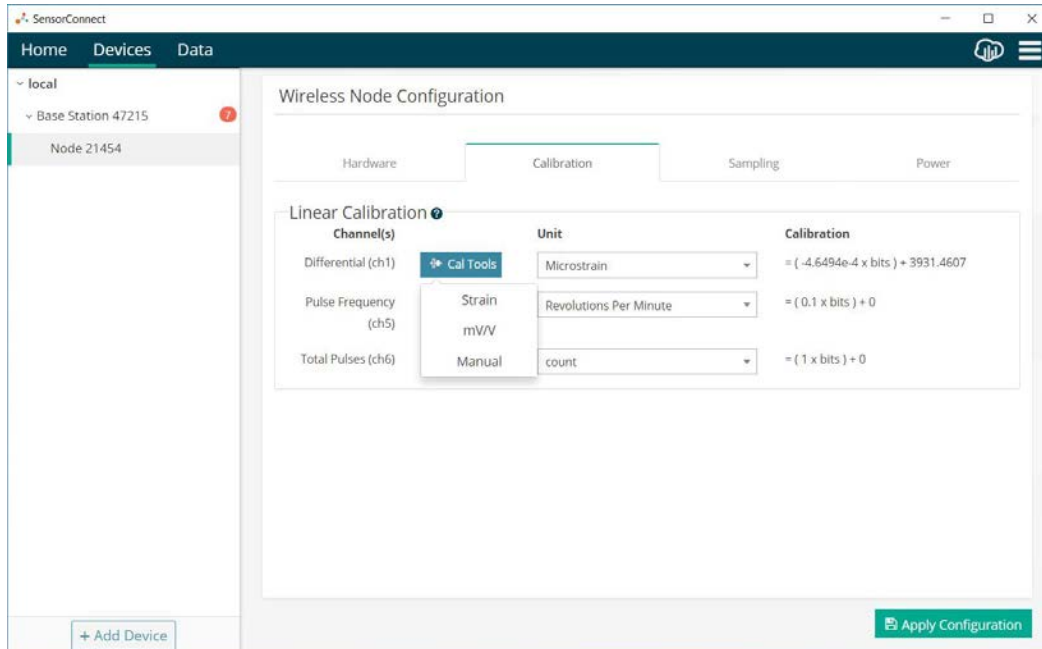 SensorConnect
Home Devices Data
local
Base Station 47215 7
Node 21454
Wireless Node Configuration
Hardware Calibration Sampling Power
Linear Calibration ?
Channel(s) Unit Calibration
Differential (ch1) Cal Tools Microstrain = ( -4.6494e-4 x bits ) + 3931.4607
Strain
mV/V
Manual
Pulse Frequency Revolutions Per Minute = ( 0.1 x bits ) + 0
(ch5)
Total Pulses (ch6) count = ( 1 x bits ) + 0
+ Add Device
Apply Configuration